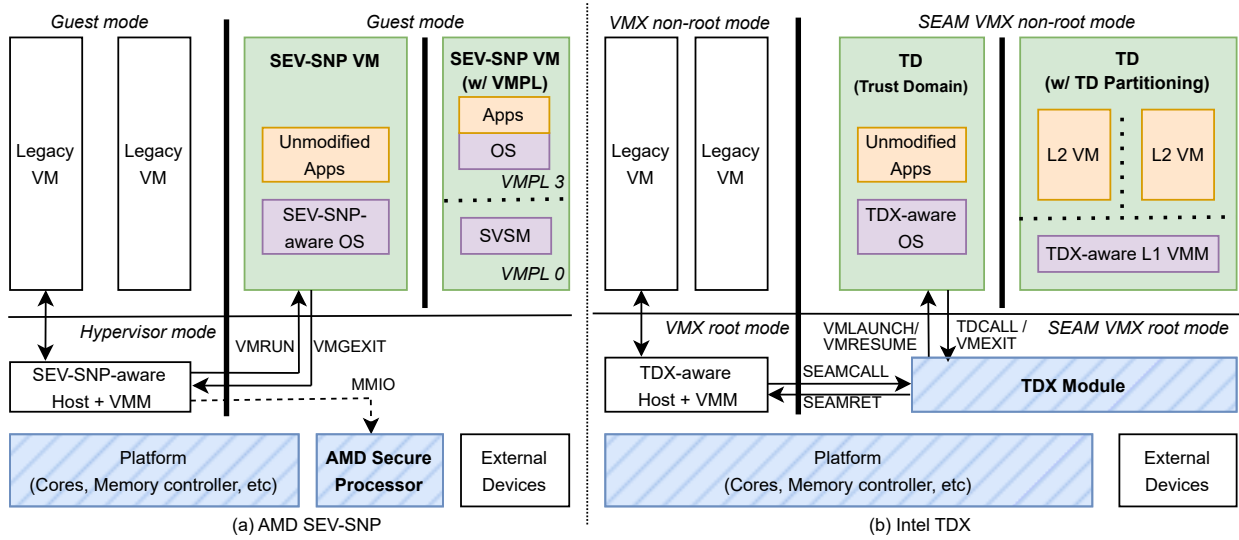 Guest mode
Guest mode
Legacy
VM
Legacy
VM
SEV-SNP VM
Unmodified
Apps
SEV-SNP-
aware OS
SEV-SNP VM
(w/ VMPL)
Apps
OS
VMPL 3
SVSM
VMPL 0
Hypervisor mode
VMRUN
VMGEXIT
SEV-SNP-aware
Host + VMM
MMIO
Platform
(Cores, Memory controller, etc)
AMD Secure
Processor
External
Devices
(a) AMD SEV-SNP
VMX non-root mode
SEAM VMX non-root mode
Legacy
VM
Legacy
VM
TD
(Trust Domain)
Unmodified
Apps
TDX-aware
OS
TD
(w/ TD Partitioning)
L2 VM
L2 VM
TDX-aware L1 VMM
VMX root mode
SEAM VMX root mode
VMLAUNCH/
VMRESUME
TDCALL /
VMEXIT
TDX-aware
Host + VMM
SEAMCALL
SEAMRET
TDX Module
Platform
(Cores, Memory controller, etc)
External
Devices
(b) Intel TDX